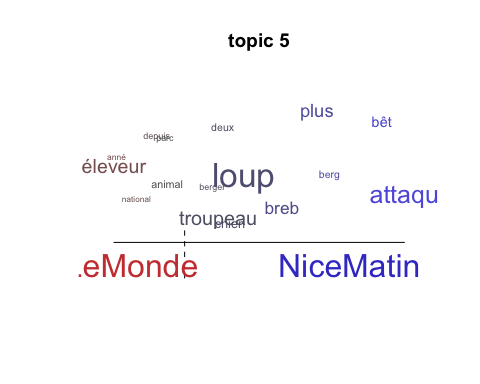 topic 5
plus
bêt
deux
depuis
parc
anné
éleveur
loup
berg
animal
berger
attaqu
national
breb
troupeau
chien
.eMonde NiceMatin